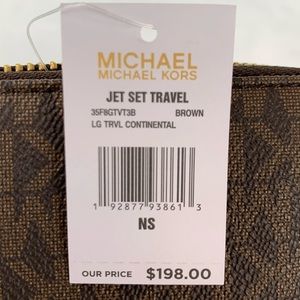 MICHAEL
MICHAEL KORS
JET SET TRAVEL
35F8GTVT3B BROWN
LG TRVL CONTINENTAL
1 92877 93861 3
NS
OUR PRICE $198.00